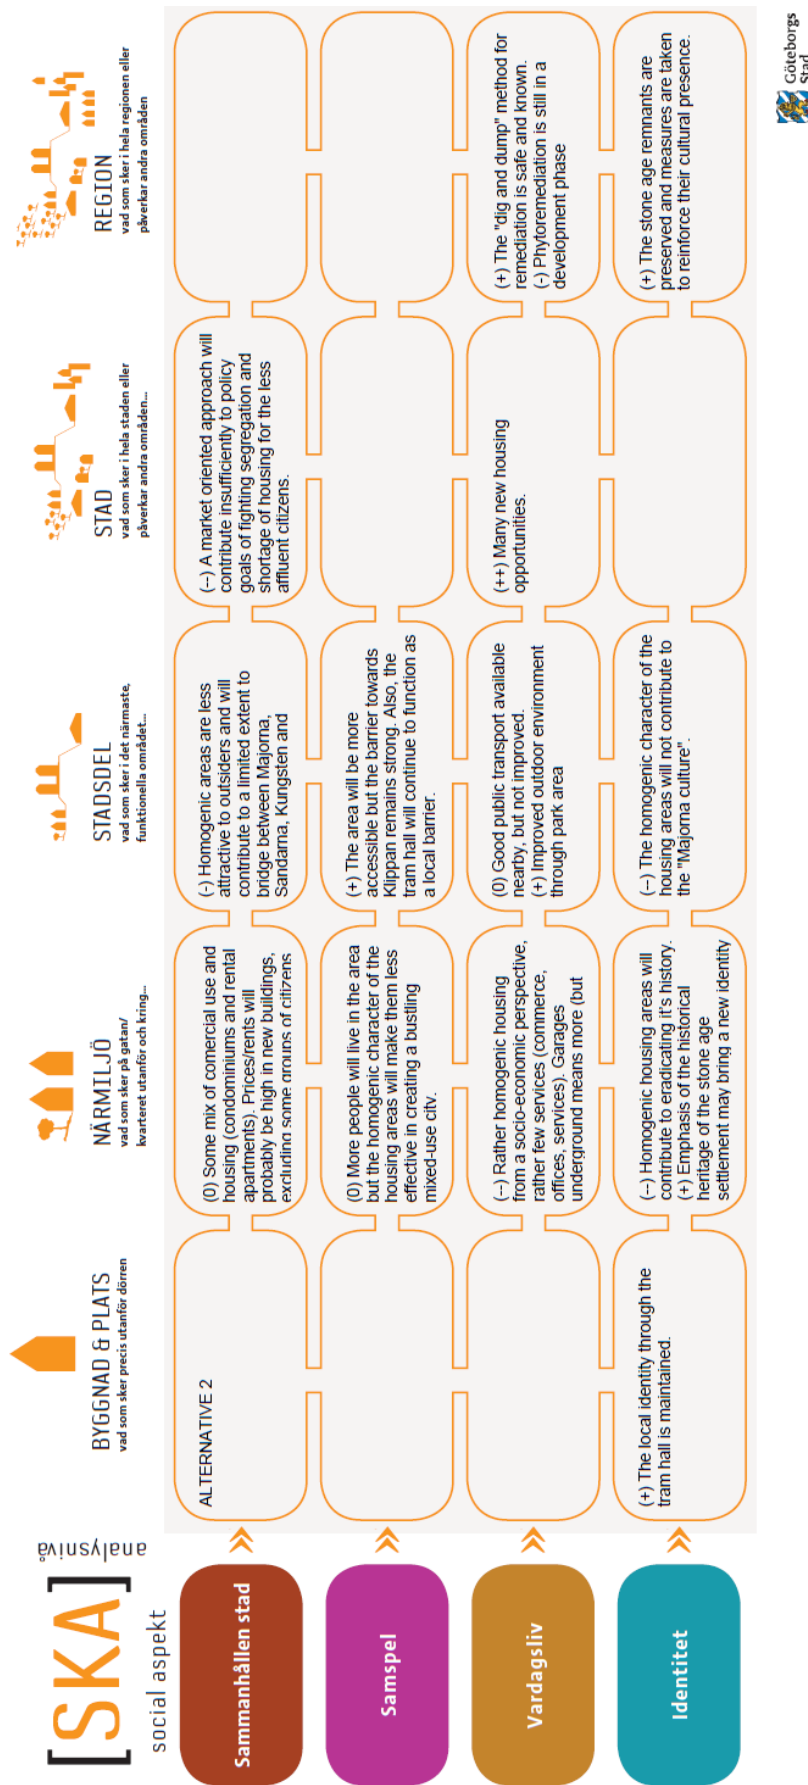 [SKA]
analysnivå
social aspekt
BYGGNAD & PLATS
vad som sker precis utanför dörren
NÄRMILJÖ
vad som sker på gatan/
kvarteret utanför och kring...
STADSDEL
vad som sker i det närmaste,
funktionella området...
STAD
vad som sker i hela staden eller
påverkar andra områden...
REGION
vad som sker i hela regionen eller
påverkar andra områden
Sammanhållen stad
ALTERNATIVE 2
(0) Some mix of comercial use and
housing (condominiums and rental
apartments). Prices/rents will
probably be high in new buildings,
excluding some groups of citizens
(-) Homogenic areas are less
attractive to outsiders and will
contribute to a limited extent to
bridge between Majorna,
Sandarna, Kungsten and
(--) A market oriented approach will
contribute insufficiently to policy
goals of fighting segregation and
shortage of housing for the less
affluent citizens.
Samspel
(0) More people will live in the area
but the homogenic character of the
housing areas will make them less
effective in creating a bustling
mixed-use city.
(+) The area will be more
accessible but the barrier towards
Klippan remains strong. Also, the
tram hall will continue to function as
a local barrier.
Vardagsliv
(--) Rather homogenic housing
from a socio-economic perspective,
rather few services (commerce,
offices, services). Garages
underground means more (but
(0) Good public transport available
nearby, but not improved.
(+) Improved outdoor environment
through park area
(++) Many new housing
opportunities.
(+) The "dig and dump" method for
remediation is safe and known.
(-) Phytoremediation is still in a
development phase
Identitet
(+) The local identity through the
tram hall is maintained.
(--) Homogenic housing areas will
contribute to eradicating it's history.
(+) Emphasis of the historical
heritage of the stone age
settlement may bring a new identity
(--) The homogenic character of the
housing areas will not contribute to
the "Majorna culture".
(+) The stone age remnants are
preserved and measures are taken
to reinforce their cultural presence.
Göteborgs
Stad